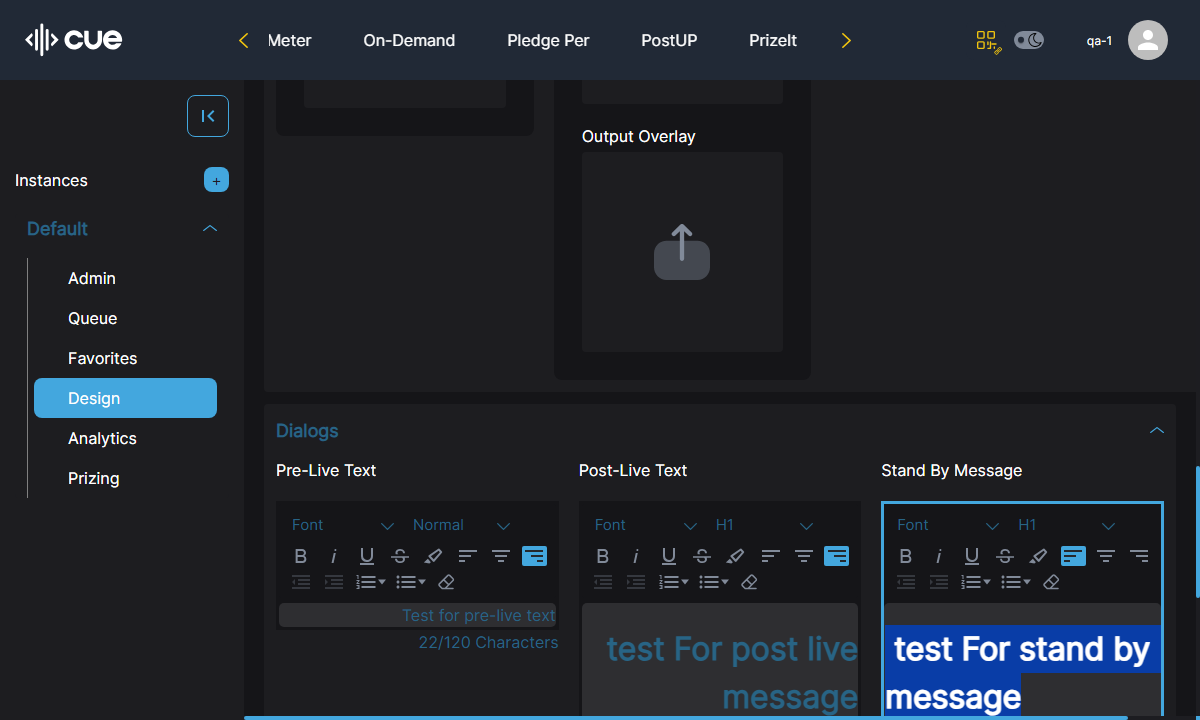 cue
Meter
On-Demand
Pledge Per
PostUP
PrizeIt
qa-1
Instances
+
Default
Admin
Queue
Favorites
Design
Analytics
Prizing
Output Overlay
Dialogs
Pre-Live Text
Post-Live Text
Stand By Message
Font
Normal
B i U S
Test for pre-live text
22/120 Characters
Font
H1
B i U S
test For post live
message
Font
H1
B i U S
test For stand by
message